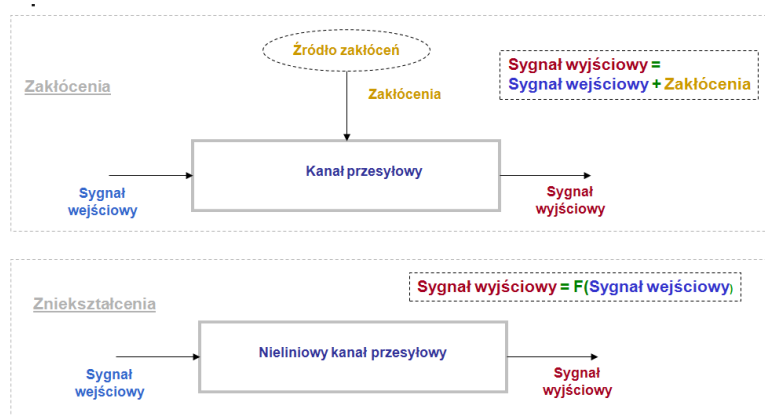 Źródło zakłóceń
Sygnał wyjściowy =
Sygnał wejściowy + Zakłócenia
Zakłócenia
Zakłócenia
Kanał przesyłowy
Sygnał
wejściowy
Sygnał
wyjściowy
Sygnał wyjściowy = F(Sygnał wejściowy)
Zniekształcenia
Nieliniowy kanał przesyłowy
Sygnał
wejściowy
Sygnał
wyjściowy